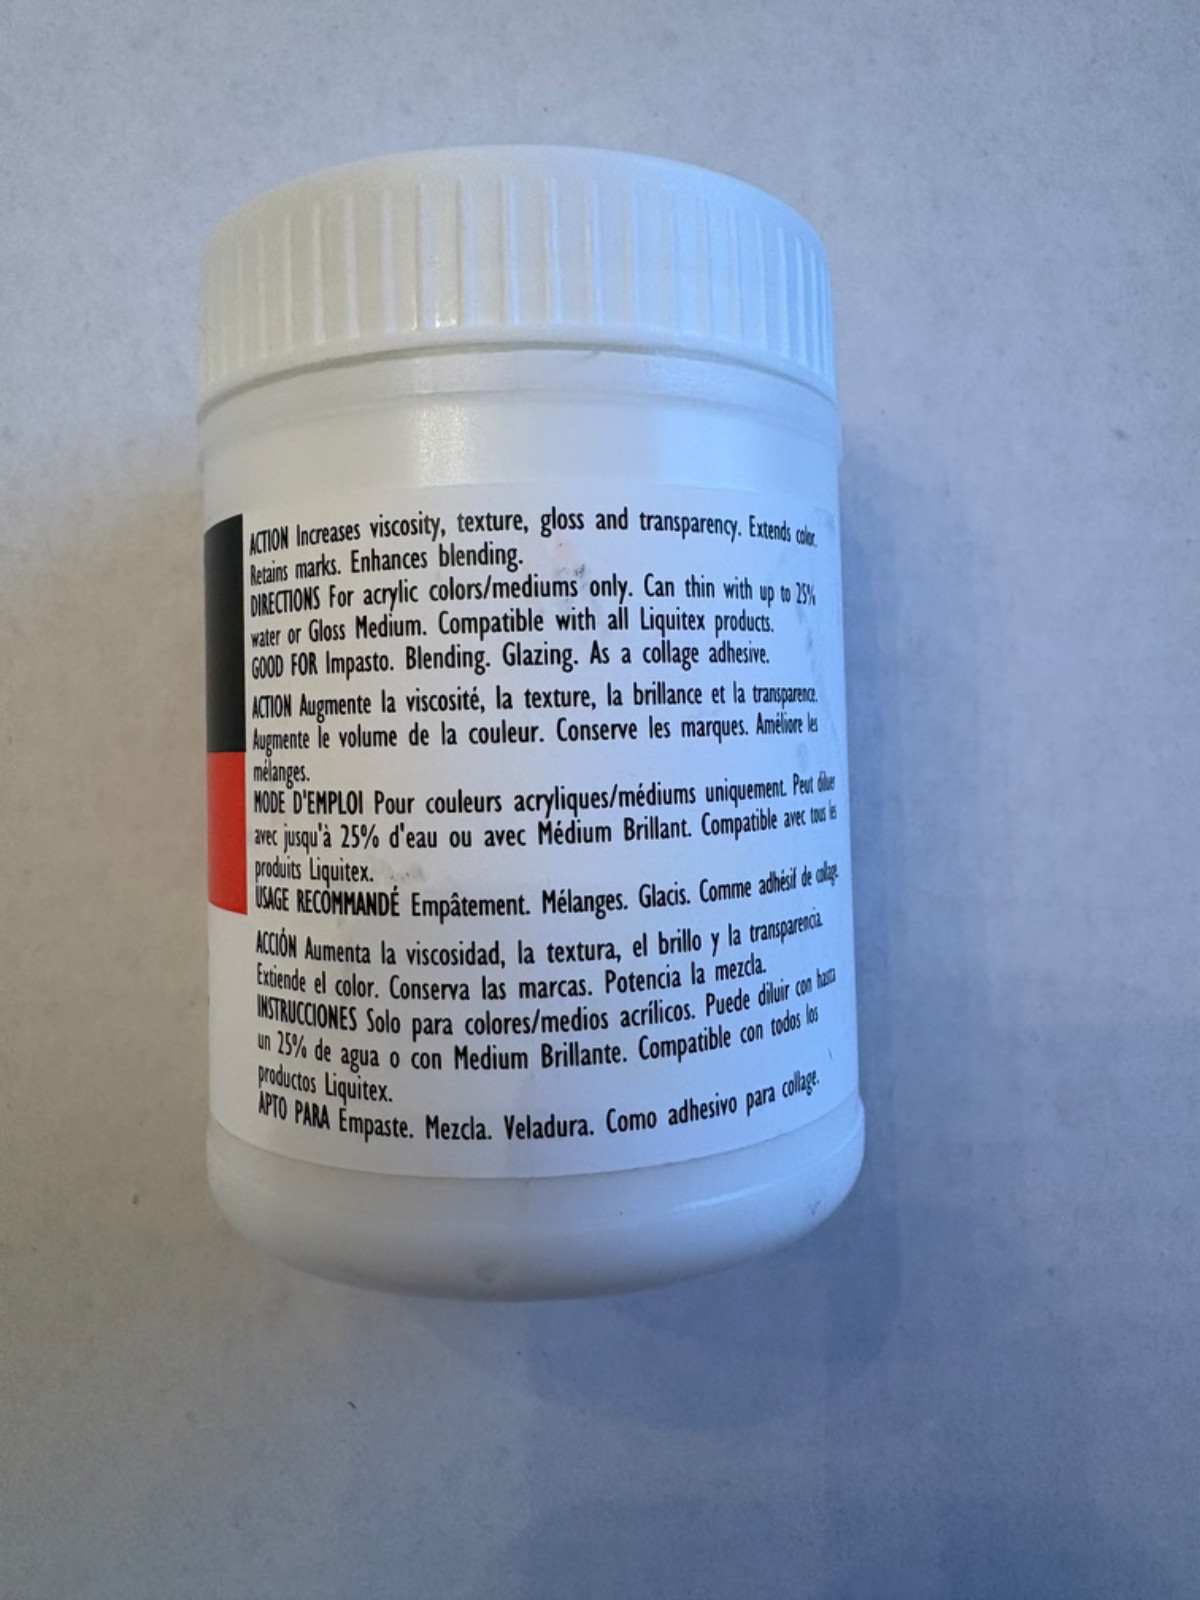 ACTION Increases viscosity, texture, gloss and transparency. Extends color.
Retains marks. Enhances blending.
DIRECTIONS For acrylic colors/mediums only. Can thin with up to 25%
water or Gloss Medium. Compatible with all Liquitex products.
GOOD FOR Impasto. Blending. Glazing. As a collage adhesive.
ACTION Augmente la viscosité, la texture, la brillance et la transparence.
Augmente le volume de la couleur. Conserve les marques. Améliore les
mélanges.
MODE D'EMPLOI Pour couleurs acryliques/médiums uniquement. Peut diluer
avec jusqu'à 25% d'eau ou avec Médium Brillant. Compatible avec tous les
produits Liquitex.
USAGE RECOMMANDÉ Empâtement. Mélanges. Glacis. Comme adhésif de collage.
ACCIÓN Aumenta la viscosidad, la textura, el brillo y la transparencia.
Extiende el color. Conserva las marcas. Potencia la mezcla.
INSTRUCCIONES Solo para colores/medios acrílicos. Puede diluir con hasta
un 25% de agua o con Medium Brillante. Compatible con todos los
productos Liquitex.
APTO PARA Empaste. Mezcla. Veladura. Como adhesivo para collage.